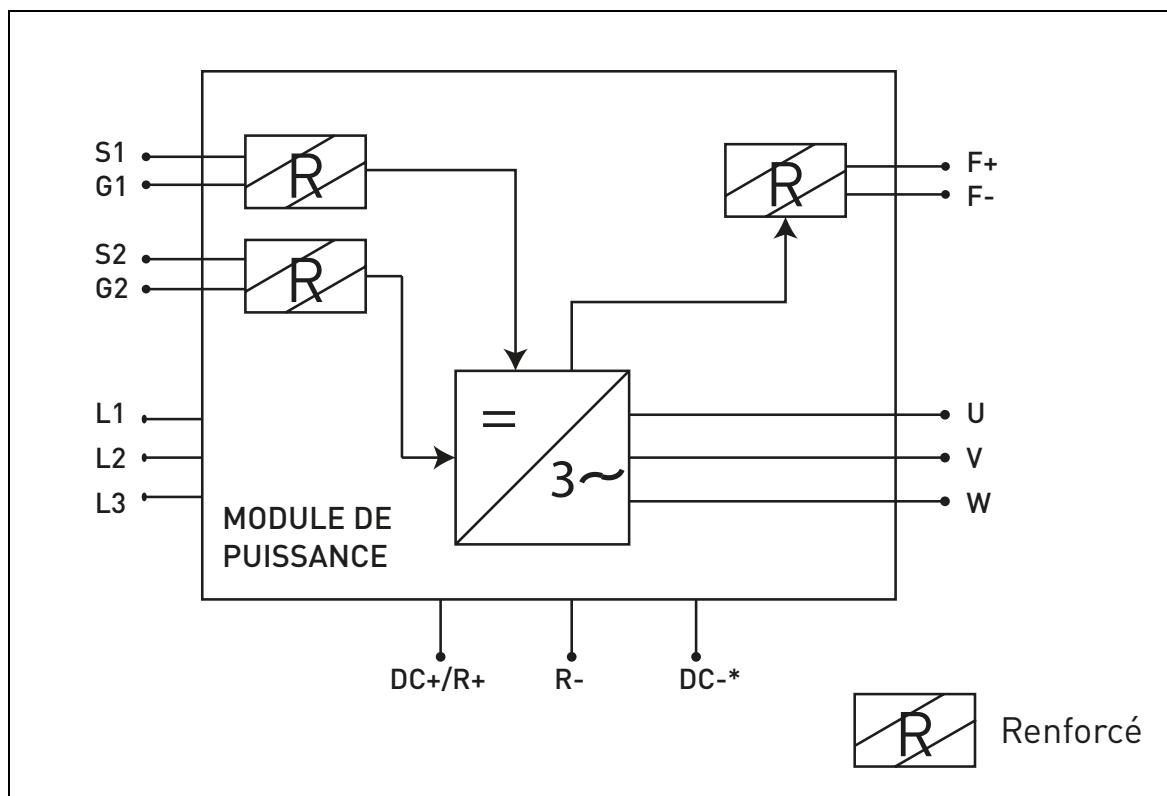 S1
G1
R
S2
G2
R
R
F+
F-
L1
L2
L3
=
3~
U
V
W
MODULE DE
PUISSANCE
DC+/R+
R-
DC-*
R
Renforcé